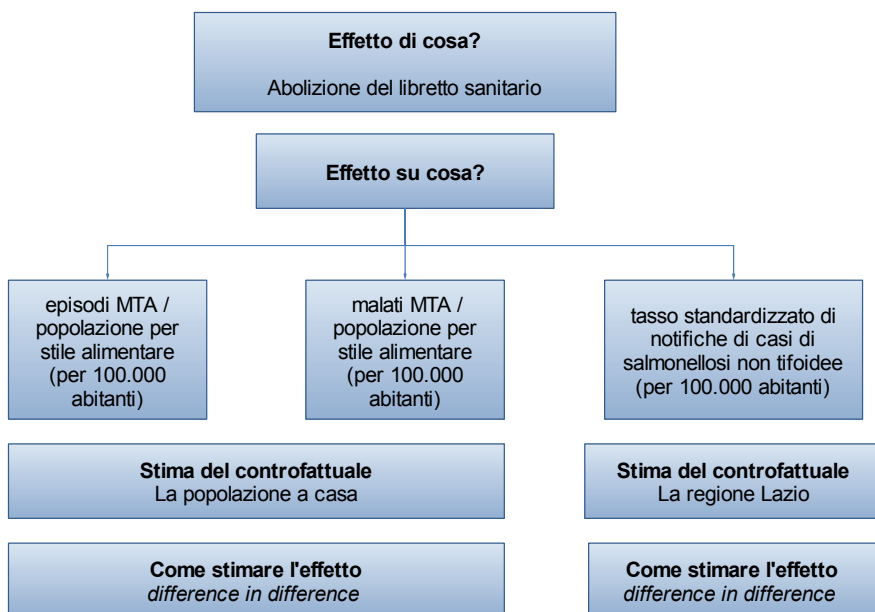 Effetto di cosa?
Abolizione del libretto sanitario
Effetto su cosa?
episodi MTA /
popolazione per
stile alimentare
(per 100.000
abitanti)
malati MTA /
popolazione per
stile alimentare
(per 100.000
abitanti)
tasso standardizzato di
notifiche di casi di
salmonellosi non tifoidee
(per 100.000 abitanti)
Stima del controfattuale
La popolazione a casa
Stima del controfattuale
La regione Lazio
Come stimare l'effetto
difference in difference
Come stimare l'effetto
difference in difference